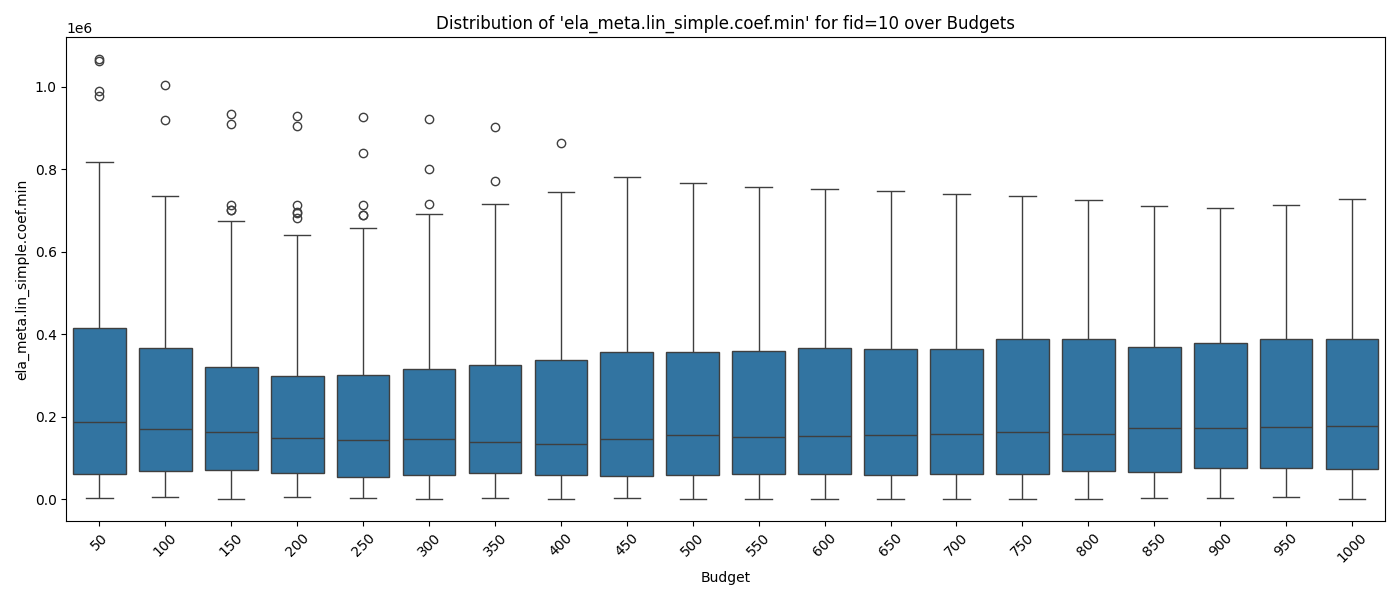 Distribution of 'ela_meta.lin_simple.coef.min' for fid=10 over Budgets
1e6
1.0
0.8
0.6
0.4
0.2
0.0
ela_meta.lin_simple.coef.min
50 100 150 200 250 300 350 400 450 500 550 600 650 700 750 800 850 900 950 1000
Budget